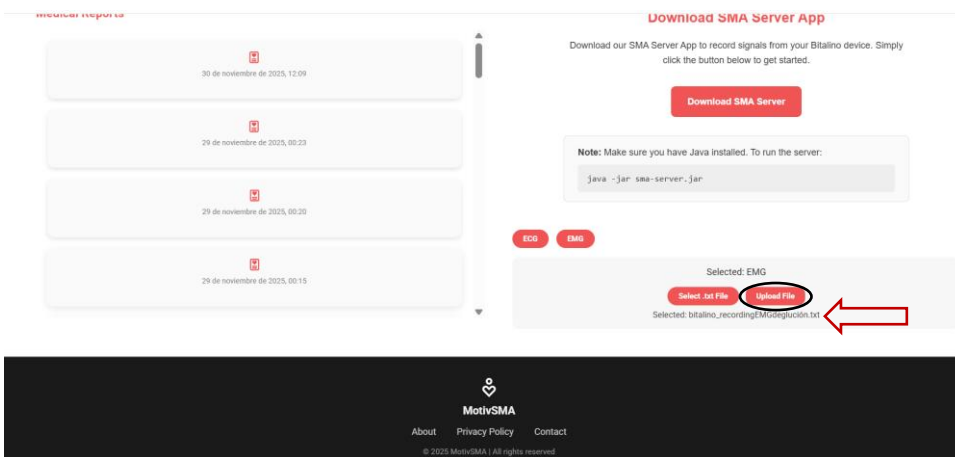 Medical Reports
30 de noviembre de 2025, 12:09
29 de noviembre de 2025, 00:23
29 de noviembre de 2025, 00:20
29 de noviembre de 2025, 00:15
Download SMA Server App
Download our SMA Server App to record signals from your Bitalino device. Simply
click the button below to get started.
Download SMA Server
Note: Make sure you have Java installed. To run the server:
java -jar sma-server.jar
ECG EMG
Selected: EMG
Select .txt File Upload File
Selected: bitalino_recordingEMGdeglución.txt
MotivSMA
About Privacy Policy Contact
© 2025 MotivSMA | All rights reserved